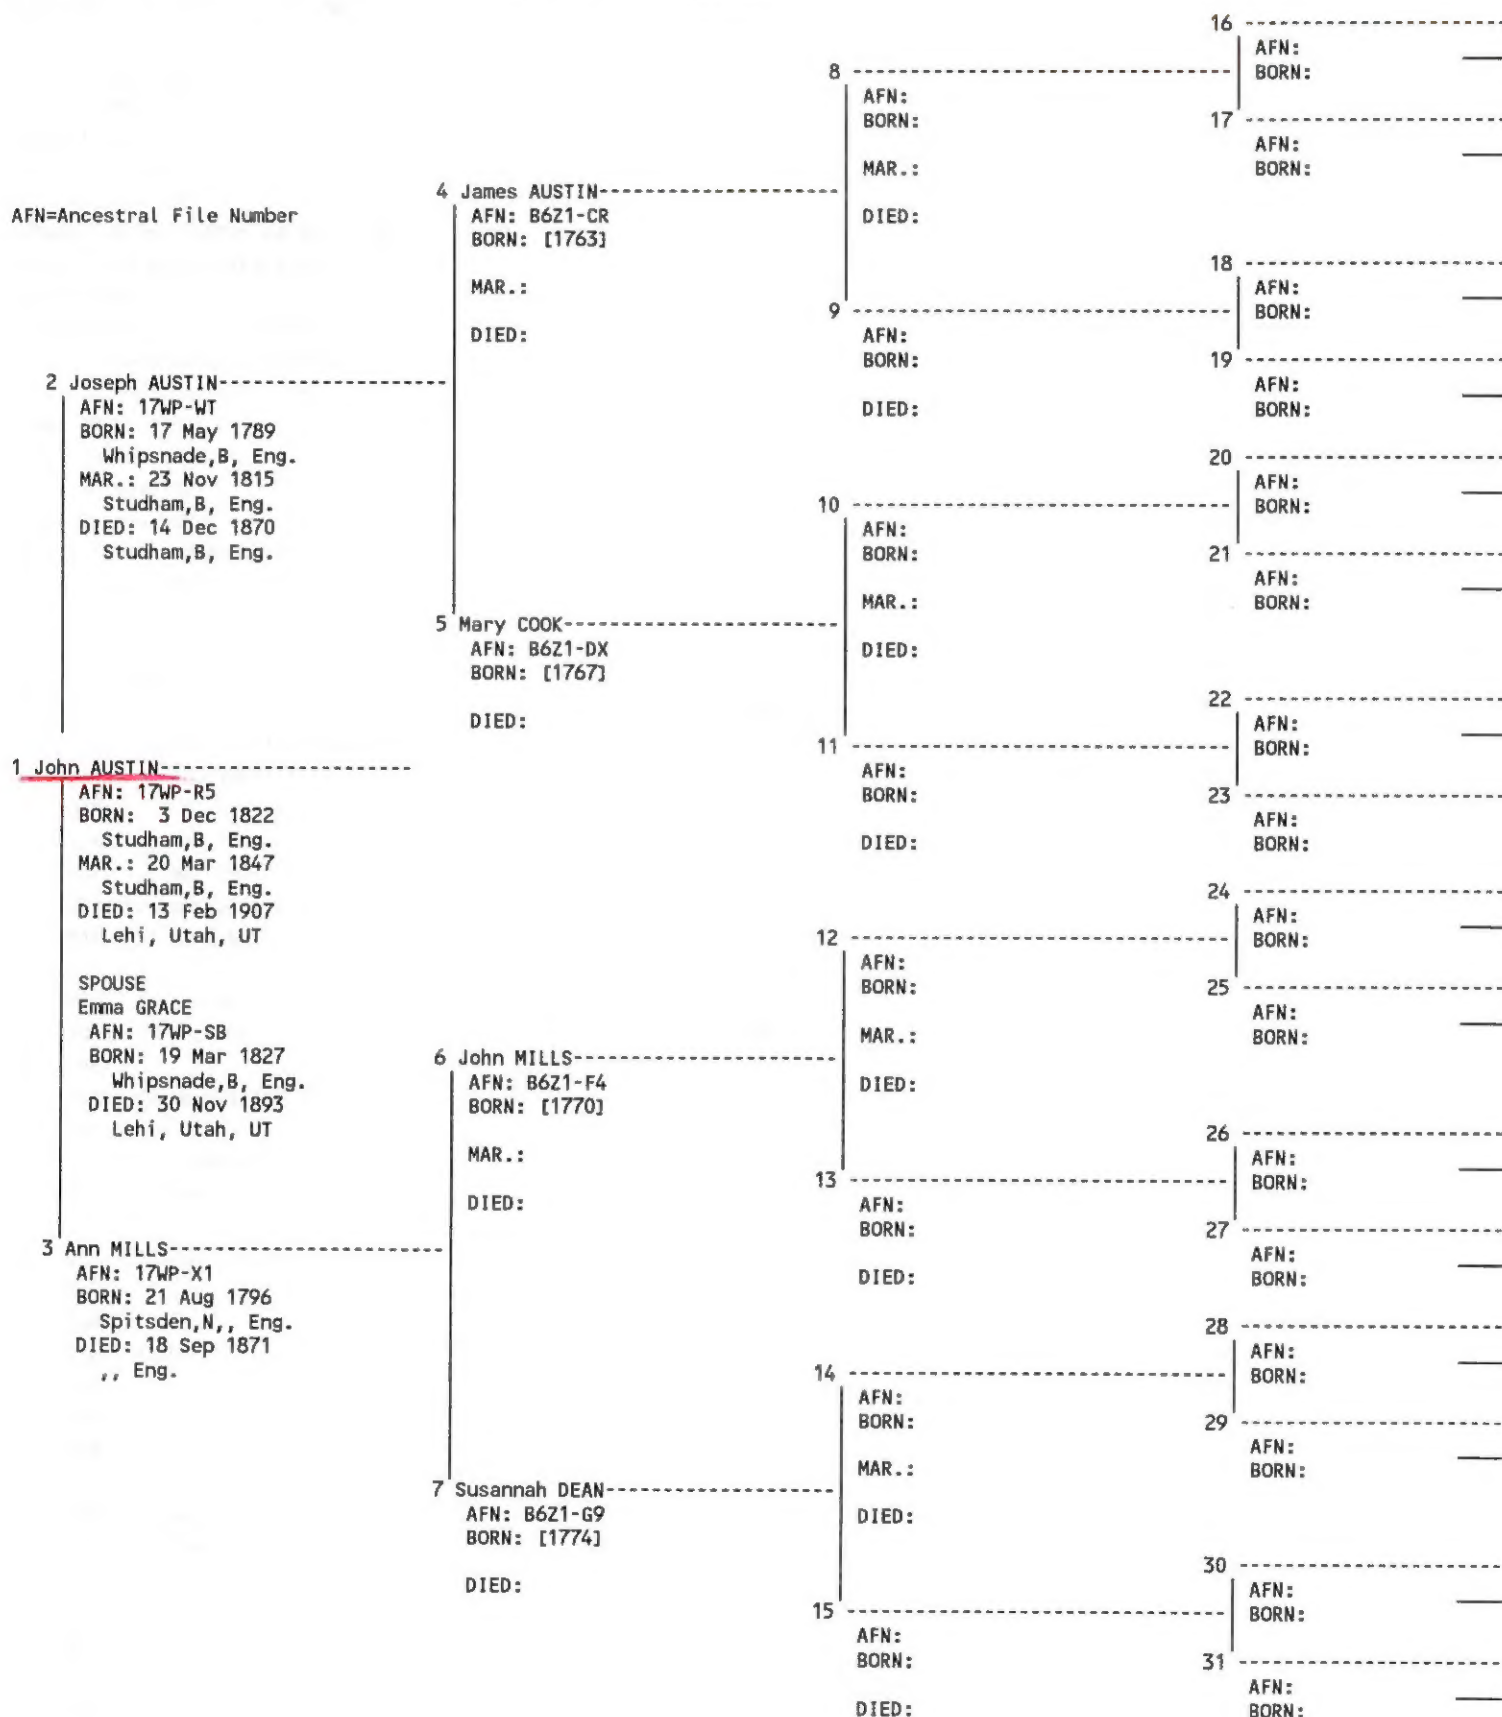 AFN=Ancestral File Number
1 John AUSTIN
AFN: 17WP-R5
BORN: 3 Dec 1822
Studham,B, Eng.
MAR.: 20 Mar 1847
Studham,B, Eng.
DIED: 13 Feb 1907
Lehi, Utah, UT
SPOUSE
Emma GRACE
AFN: 17WP-SB
BORN: 19 Mar 1827
Whipsnade,B, Eng.
DIED: 30 Nov 1893
Lehi, Utah, UT
2 Joseph AUSTIN
AFN: 17WP-WT
BORN: 17 May 1789
Whipsnade,B, Eng.
MAR.: 23 Nov 1815
Studham,B, Eng.
DIED: 14 Dec 1870
Studham,B, Eng.
3 Ann MILLS
AFN: 17WP-X1
BORN: 21 Aug 1796
Spitsden,N,, Eng.
DIED: 18 Sep 1871
,, Eng.
4 James AUSTIN
AFN: B6Z1-CR
BORN: [1763]
MAR.:
DIED:
5 Mary COOK
AFN: B6Z1-DX
BORN: [1767]
DIED:
6 John MILLS
AFN: B6Z1-F4
BORN: [1770]
MAR.:
DIED:
7 Susannah DEAN
AFN: B6Z1-G9
BORN: [1774]
DIED:
8
AFN:
BORN:
MAR.:
DIED:
9
AFN:
BORN:
DIED:
10
AFN:
BORN:
MAR.:
DIED:
11
AFN:
BORN:
DIED:
12
AFN:
BORN:
MAR.:
DIED:
13
AFN:
BORN:
DIED:
14
AFN:
BORN:
MAR.:
DIED:
15
AFN:
BORN:
DIED:
16
AFN:
BORN:
17
AFN:
BORN:
18
AFN:
BORN:
19
AFN:
BORN:
20
AFN:
BORN:
21
AFN:
BORN:
22
AFN:
BORN:
23
AFN:
BORN:
24
AFN:
BORN:
25
AFN:
BORN:
26
AFN:
BORN:
27
AFN:
BORN:
28
AFN:
BORN:
29
AFN:
BORN:
30
AFN:
BORN:
31
AFN:
BORN: